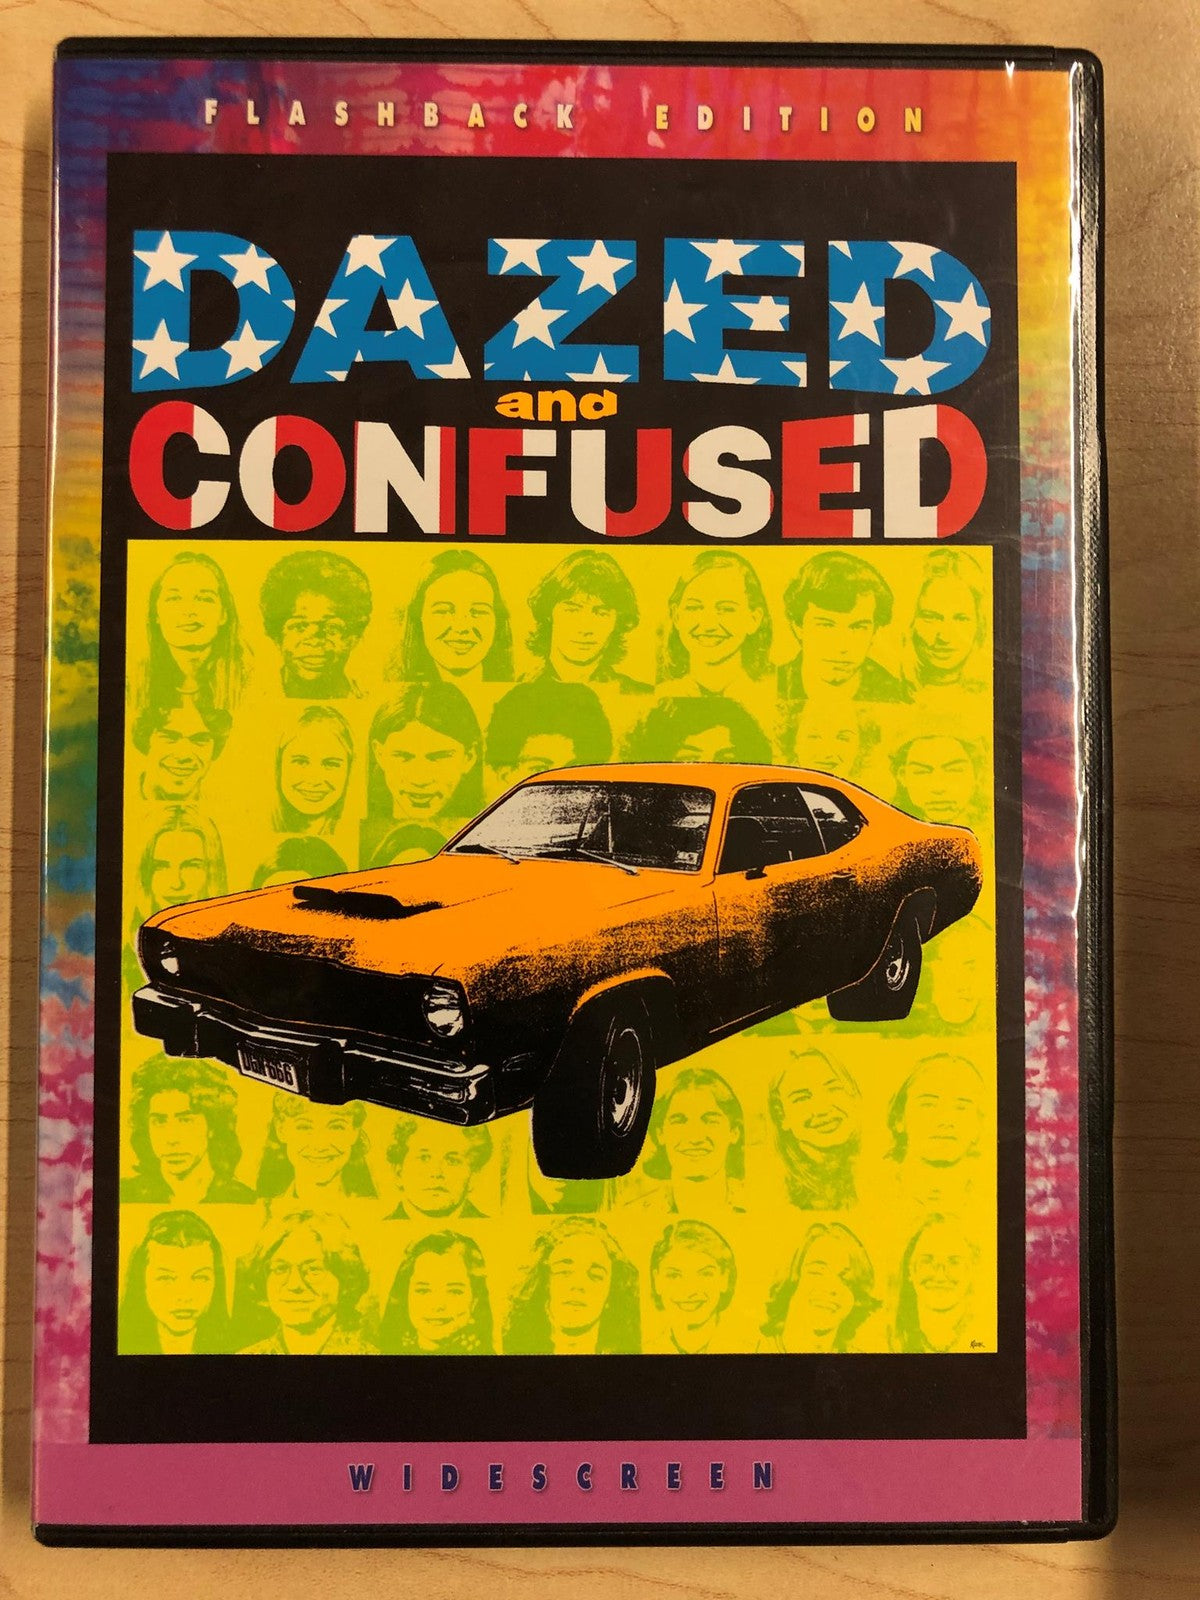 FLASHBACK EDITION
DAZED
and
CONFUSED
WIDESCREEN